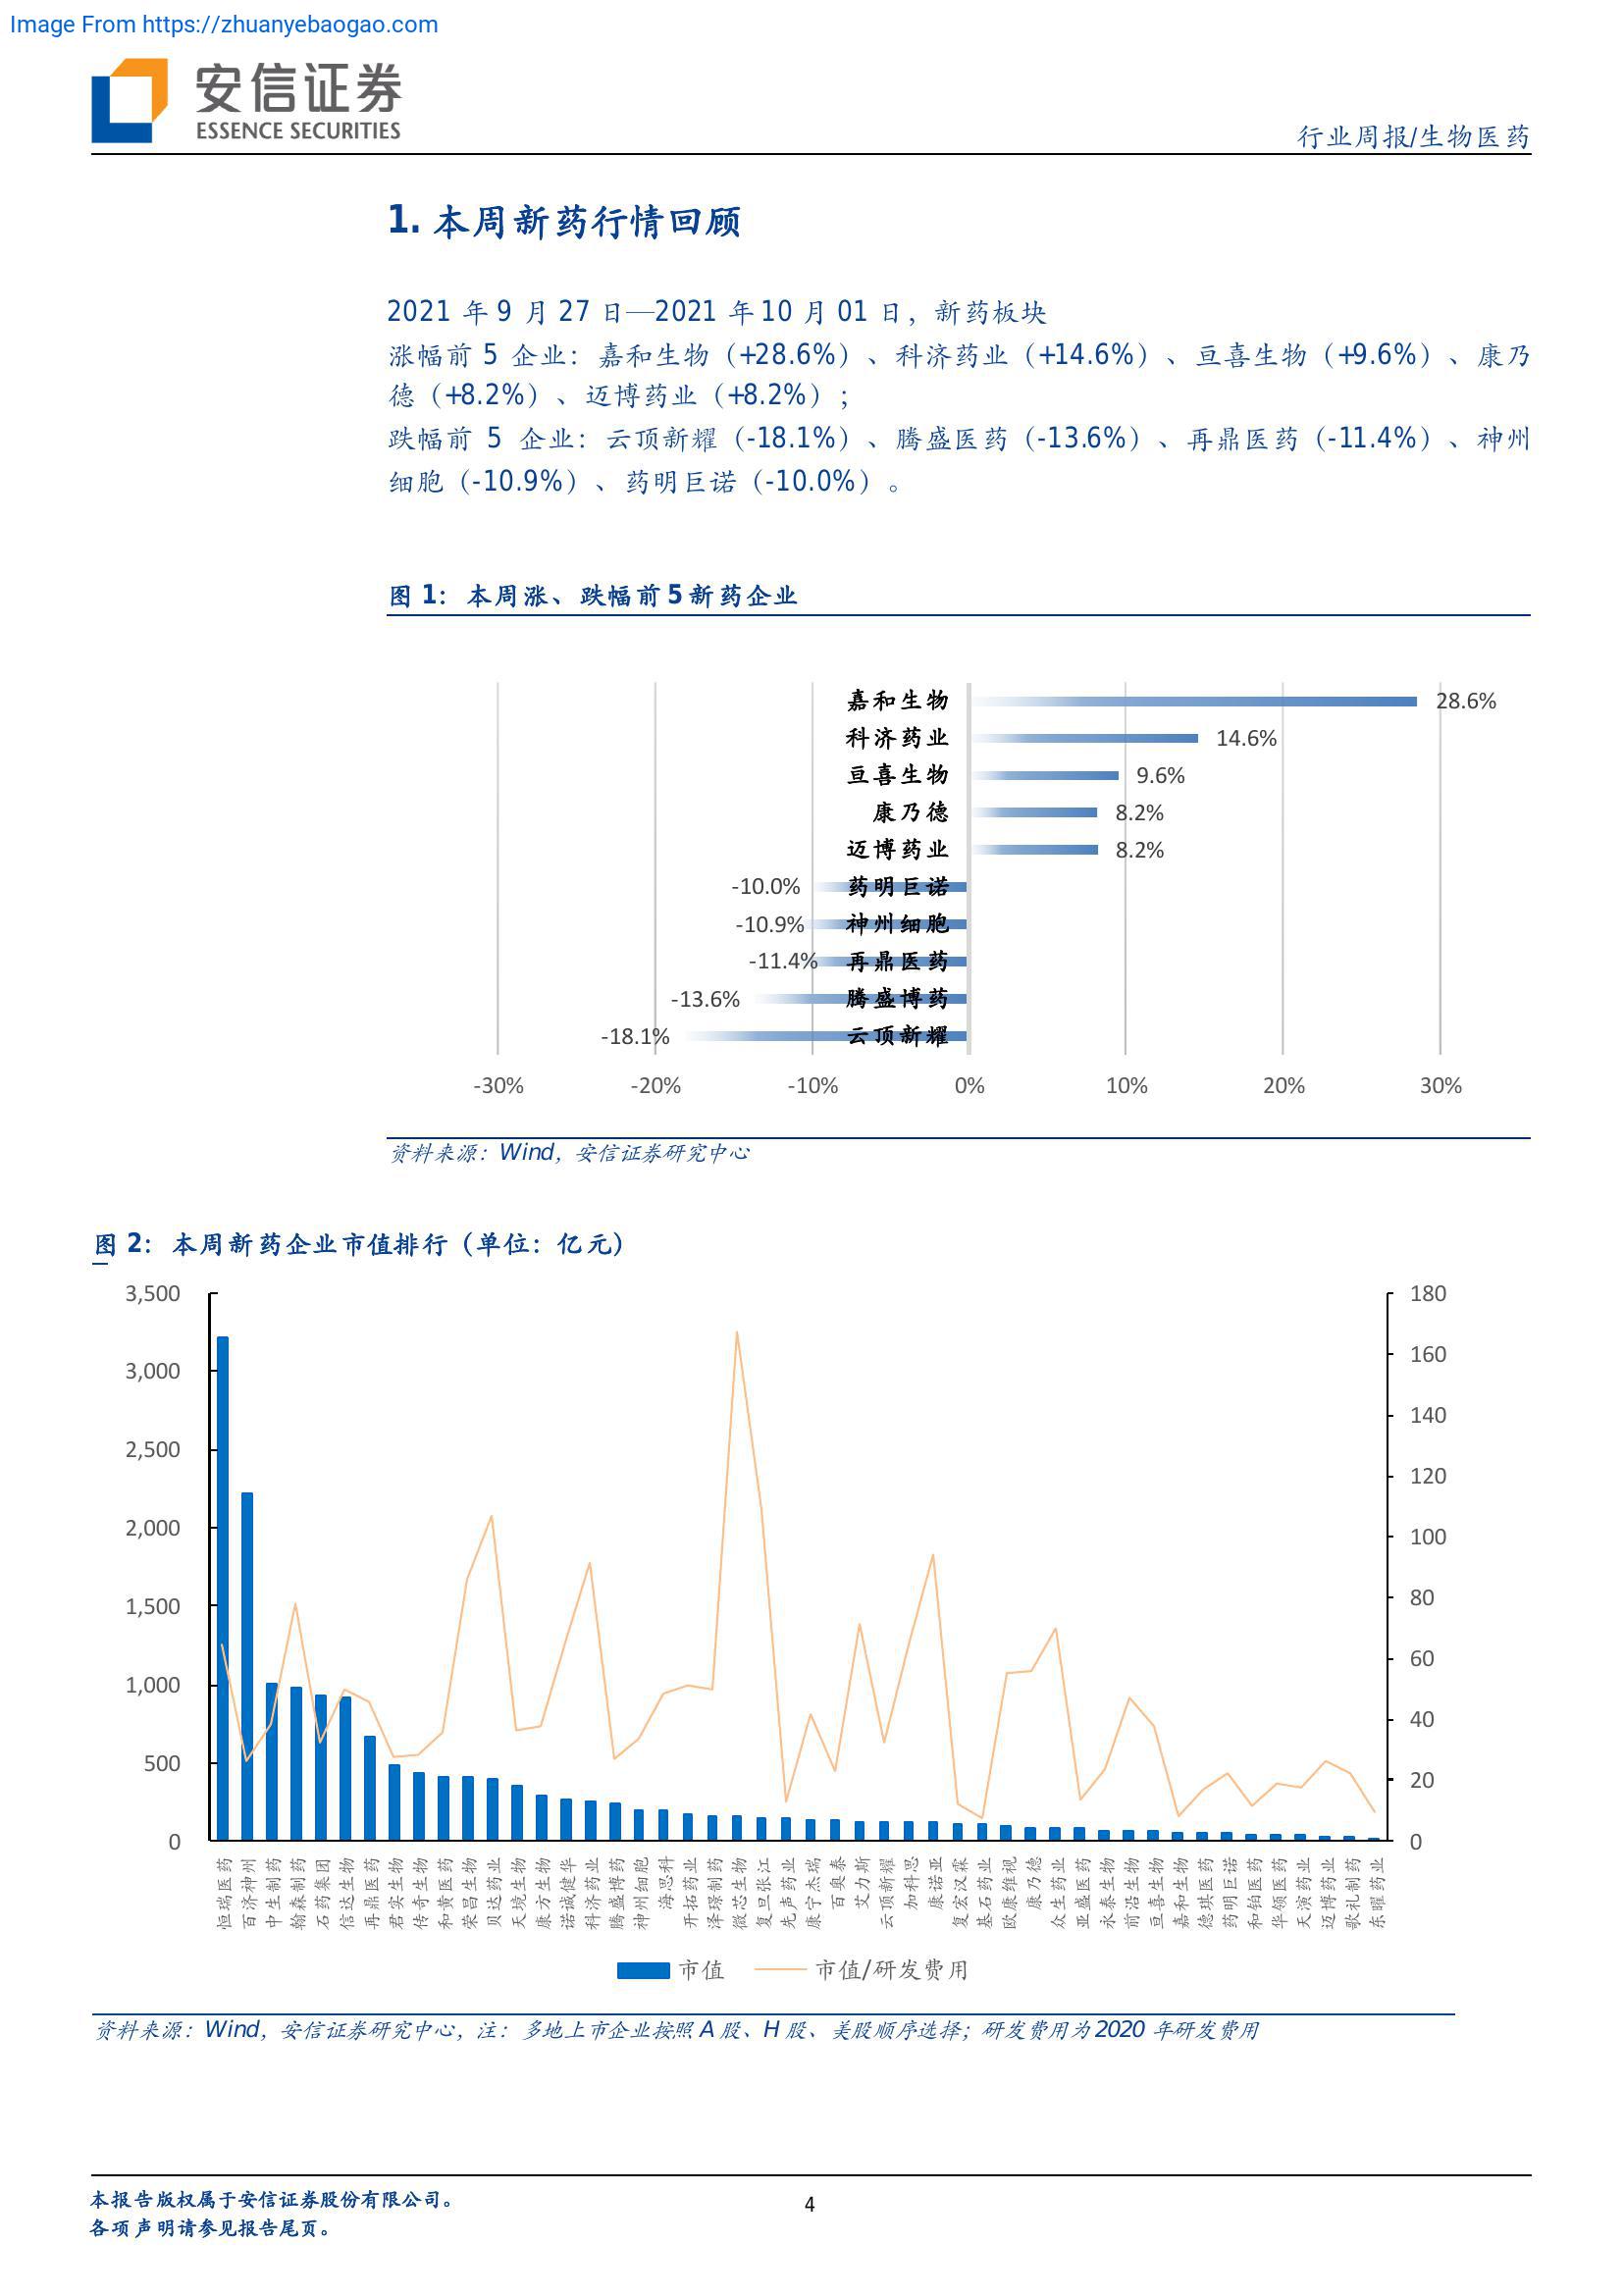 Image From https://zhuanyebaogao.com
安信证券
ESSENCE SECURITIES
行业周报/生物医药
1. 本周新药行情回顾
2021 年 9 月 27 日—2021 年 10 月 01 日，新药板块
涨幅前 5 企业：嘉和生物（+28.6%）、科济药业（+14.6%）、亘喜生物（+9.6%）、康乃
德（+8.2%）、迈博药业（+8.2%）；
跌幅前 5 企业：云顶新耀（-18.1%）、腾盛医药（-13.6%）、再鼎医药（-11.4%）、神州
细胞（-10.9%）、药明巨诺（-10.0%）。
图 1：本周涨、跌幅前 5 新药企业
嘉和生物 28.6%
科济药业 14.6%
亘喜生物 9.6%
康乃德 8.2%
迈博药业 8.2%
-10.0% 药明巨诺
-10.9% 神州细胞
-11.4% 再鼎医药
-13.6% 腾盛博药
-18.1% 云顶新耀
-30% -20% -10% 0% 10% 20% 30%
资料来源：Wind，安信证券研究中心
图 2：本周新药企业市值排行（单位：亿元）
3,500 180
3,000 160
2,500 140
2,000 120
1,500 100
1,000 80
500 60
0 40
20
0
恒瑞医药
百济神州
中生制药
翰森制药
石药集团
信达生物
再鼎医药
君实生物
传奇生物
和黄医药
荣昌生物
贝达药业
天境生物
康方生物
诺诚健华
科济药业
腾盛博药
神州细胞
海思科
开拓药业
泽璟制药
微芯生物
复旦张江
先声药业
康宁杰瑞
百奥泰
艾力斯
云顶新耀
加科思
康诺亚
复宏汉霖
基石药业
欧康维视
康乃德
众生药业
亚盛医药
永泰生物
前沿生物
亘喜生物
嘉和生物
德琪医药
药明巨诺
和铂医药
华领医药
天演药业
迈博药业
歌礼制药
东曜药业
市值 市值/研发费用
资料来源：Wind，安信证券研究中心，注：多地上市企业按照 A 股、H 股、美股顺序选择；研发费用为 2020 年研发费用
本报告版权属于安信证券股份有限公司。
各项声明请参见报告尾页。
4